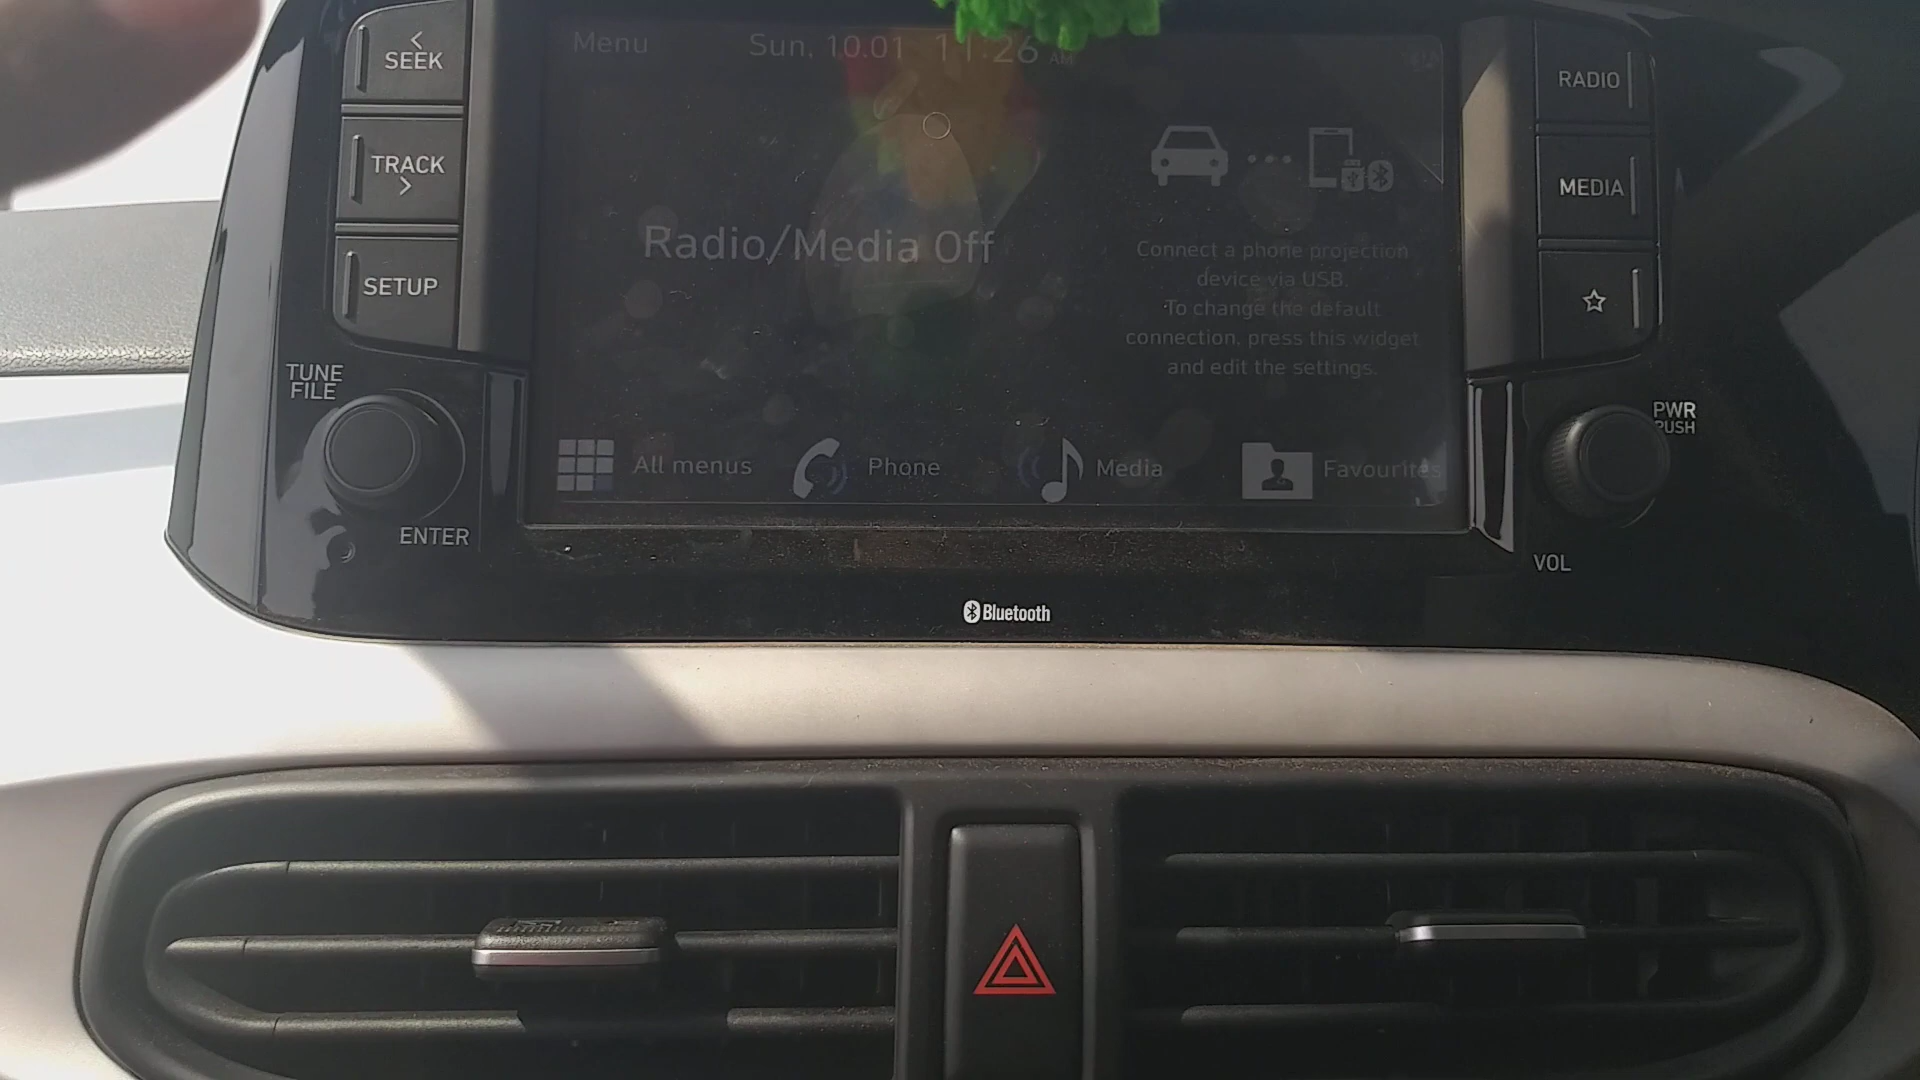 SEEK
TRACK
SETUP
TUNE
FILE
ENTER
Menu
Sun, 10.01 11:26 AM
Radio/Media Off
Connect a phone projection
device via USB.
To change the default
connection, press this widget
and edit the settings.
All menus
Phone
Media
Favourites
RADIO
MEDIA
PWR
PUSH
VOL
Bluetooth